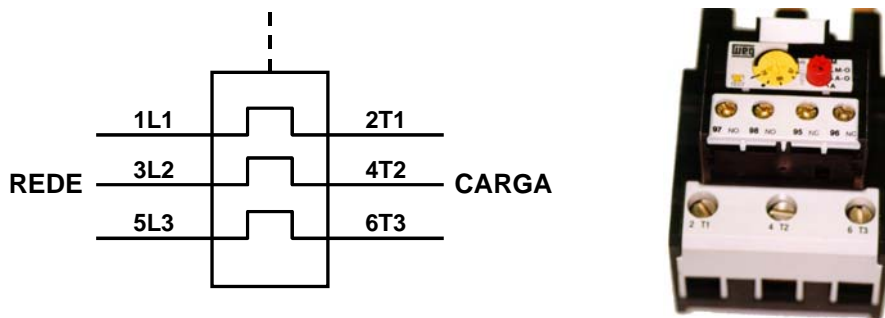 1L1 2T1
REDE 3L2 4T2 CARGA
5L3 6T3
WEG
M-O
A-O
A
97 NO 98 NO 95 NC 96 NC
2 T1 4 T2 6 T3